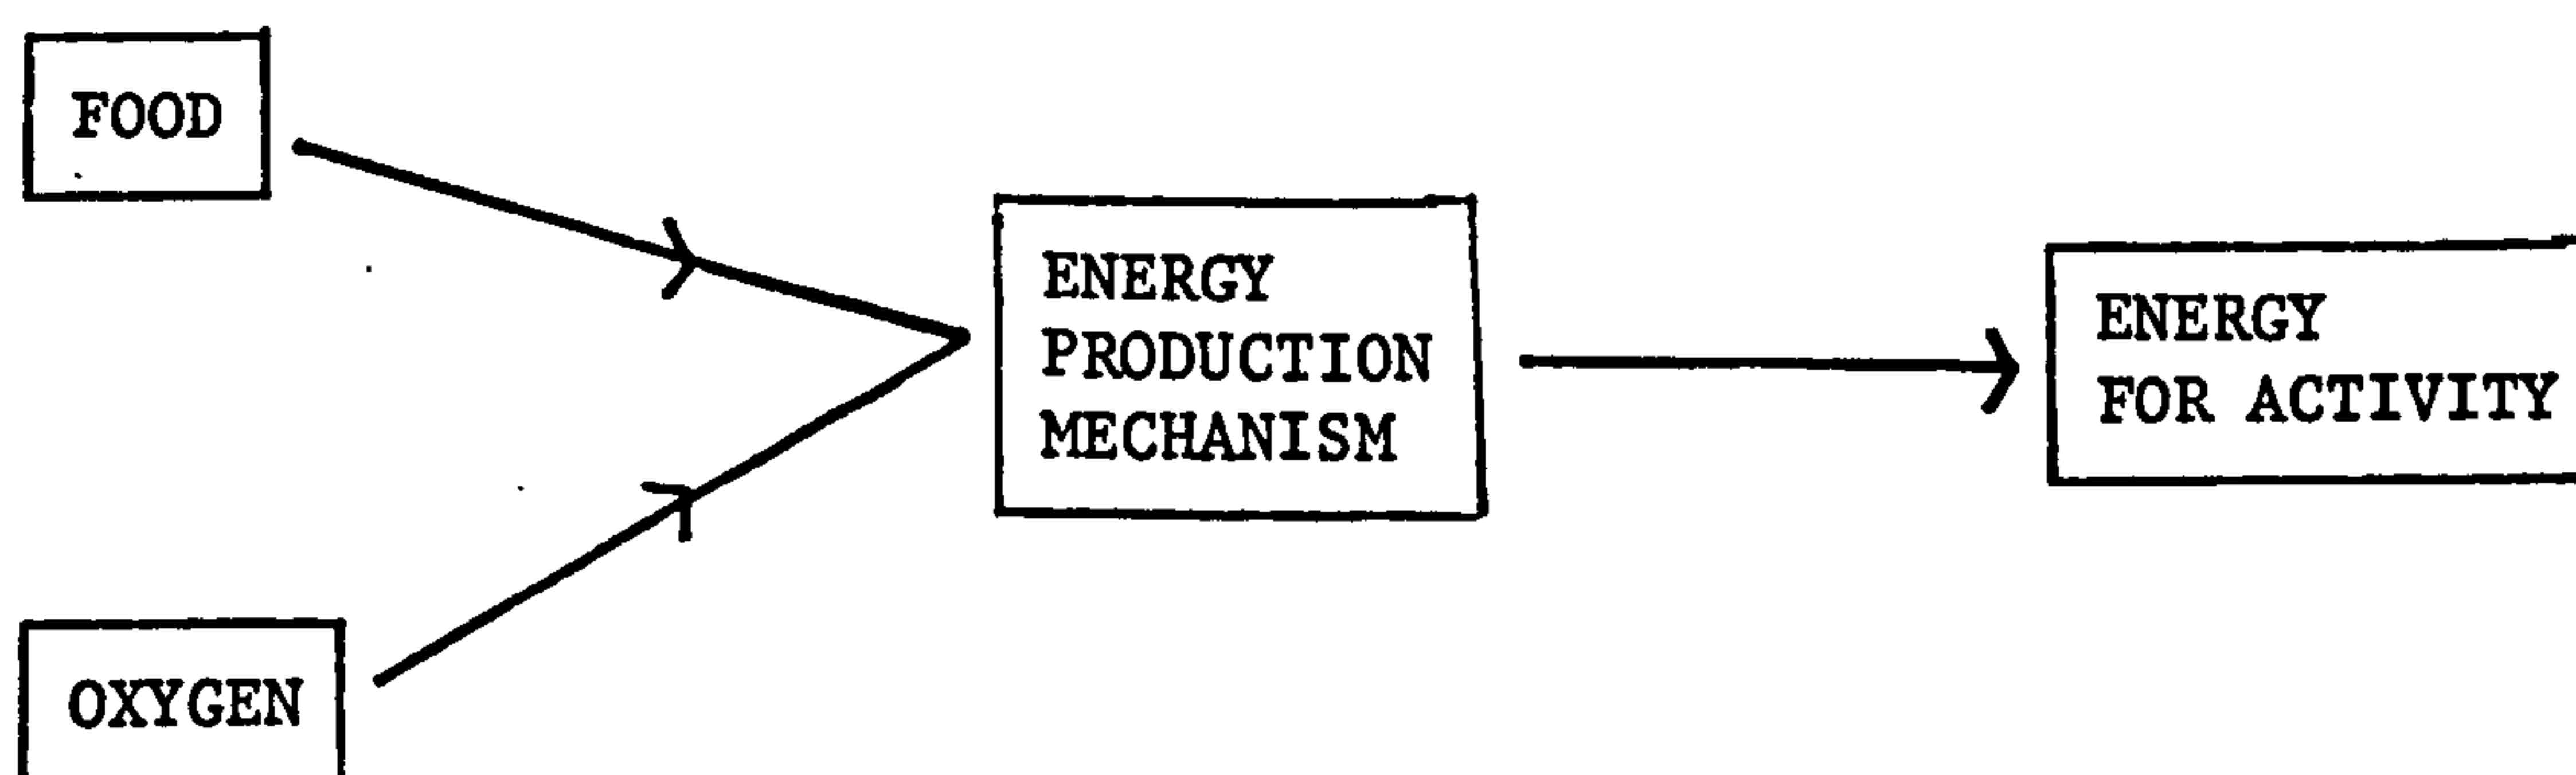 FOOD
ENERGY
PRODUCTION
MECHANISM
ENERGY
FOR ACTIVITY
OXYGEN